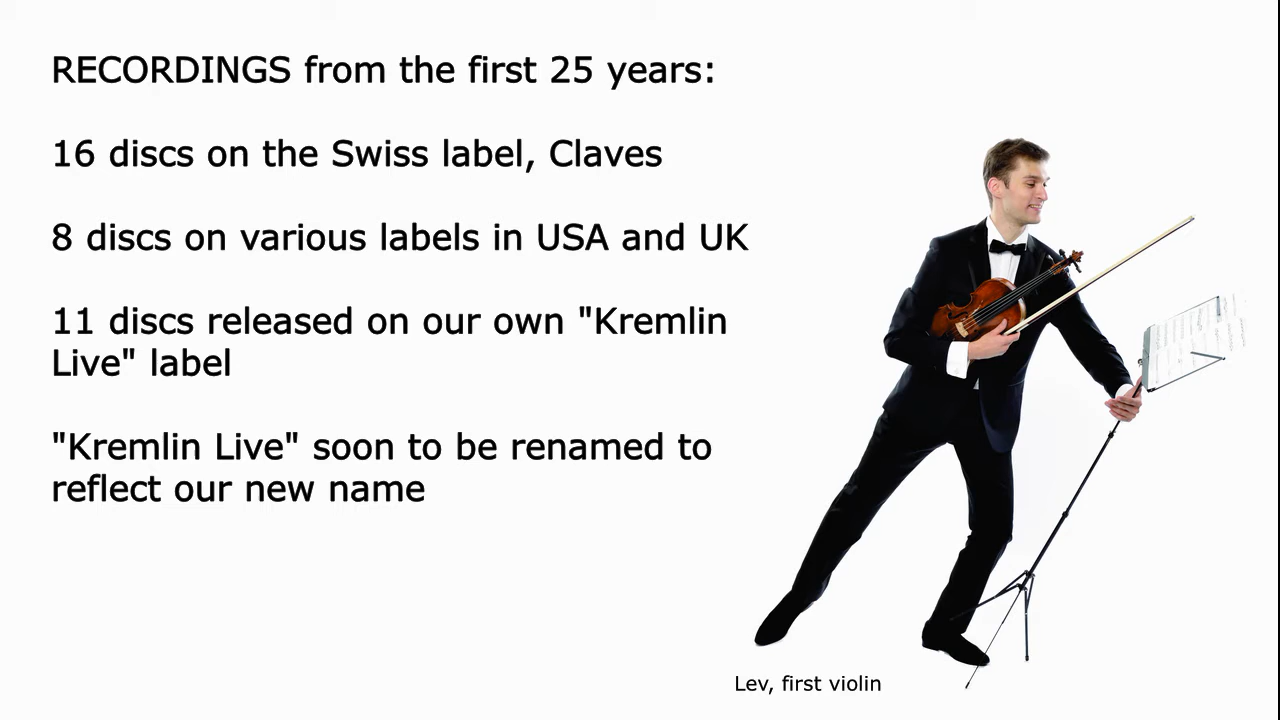 RECORDINGS from the first 25 years:
16 discs on the Swiss label, Claves
8 discs on various labels in USA and UK
11 discs released on our own "Kremlin
Live" label
"Kremlin Live" soon to be renamed to
reflect our new name
Lev, first violin